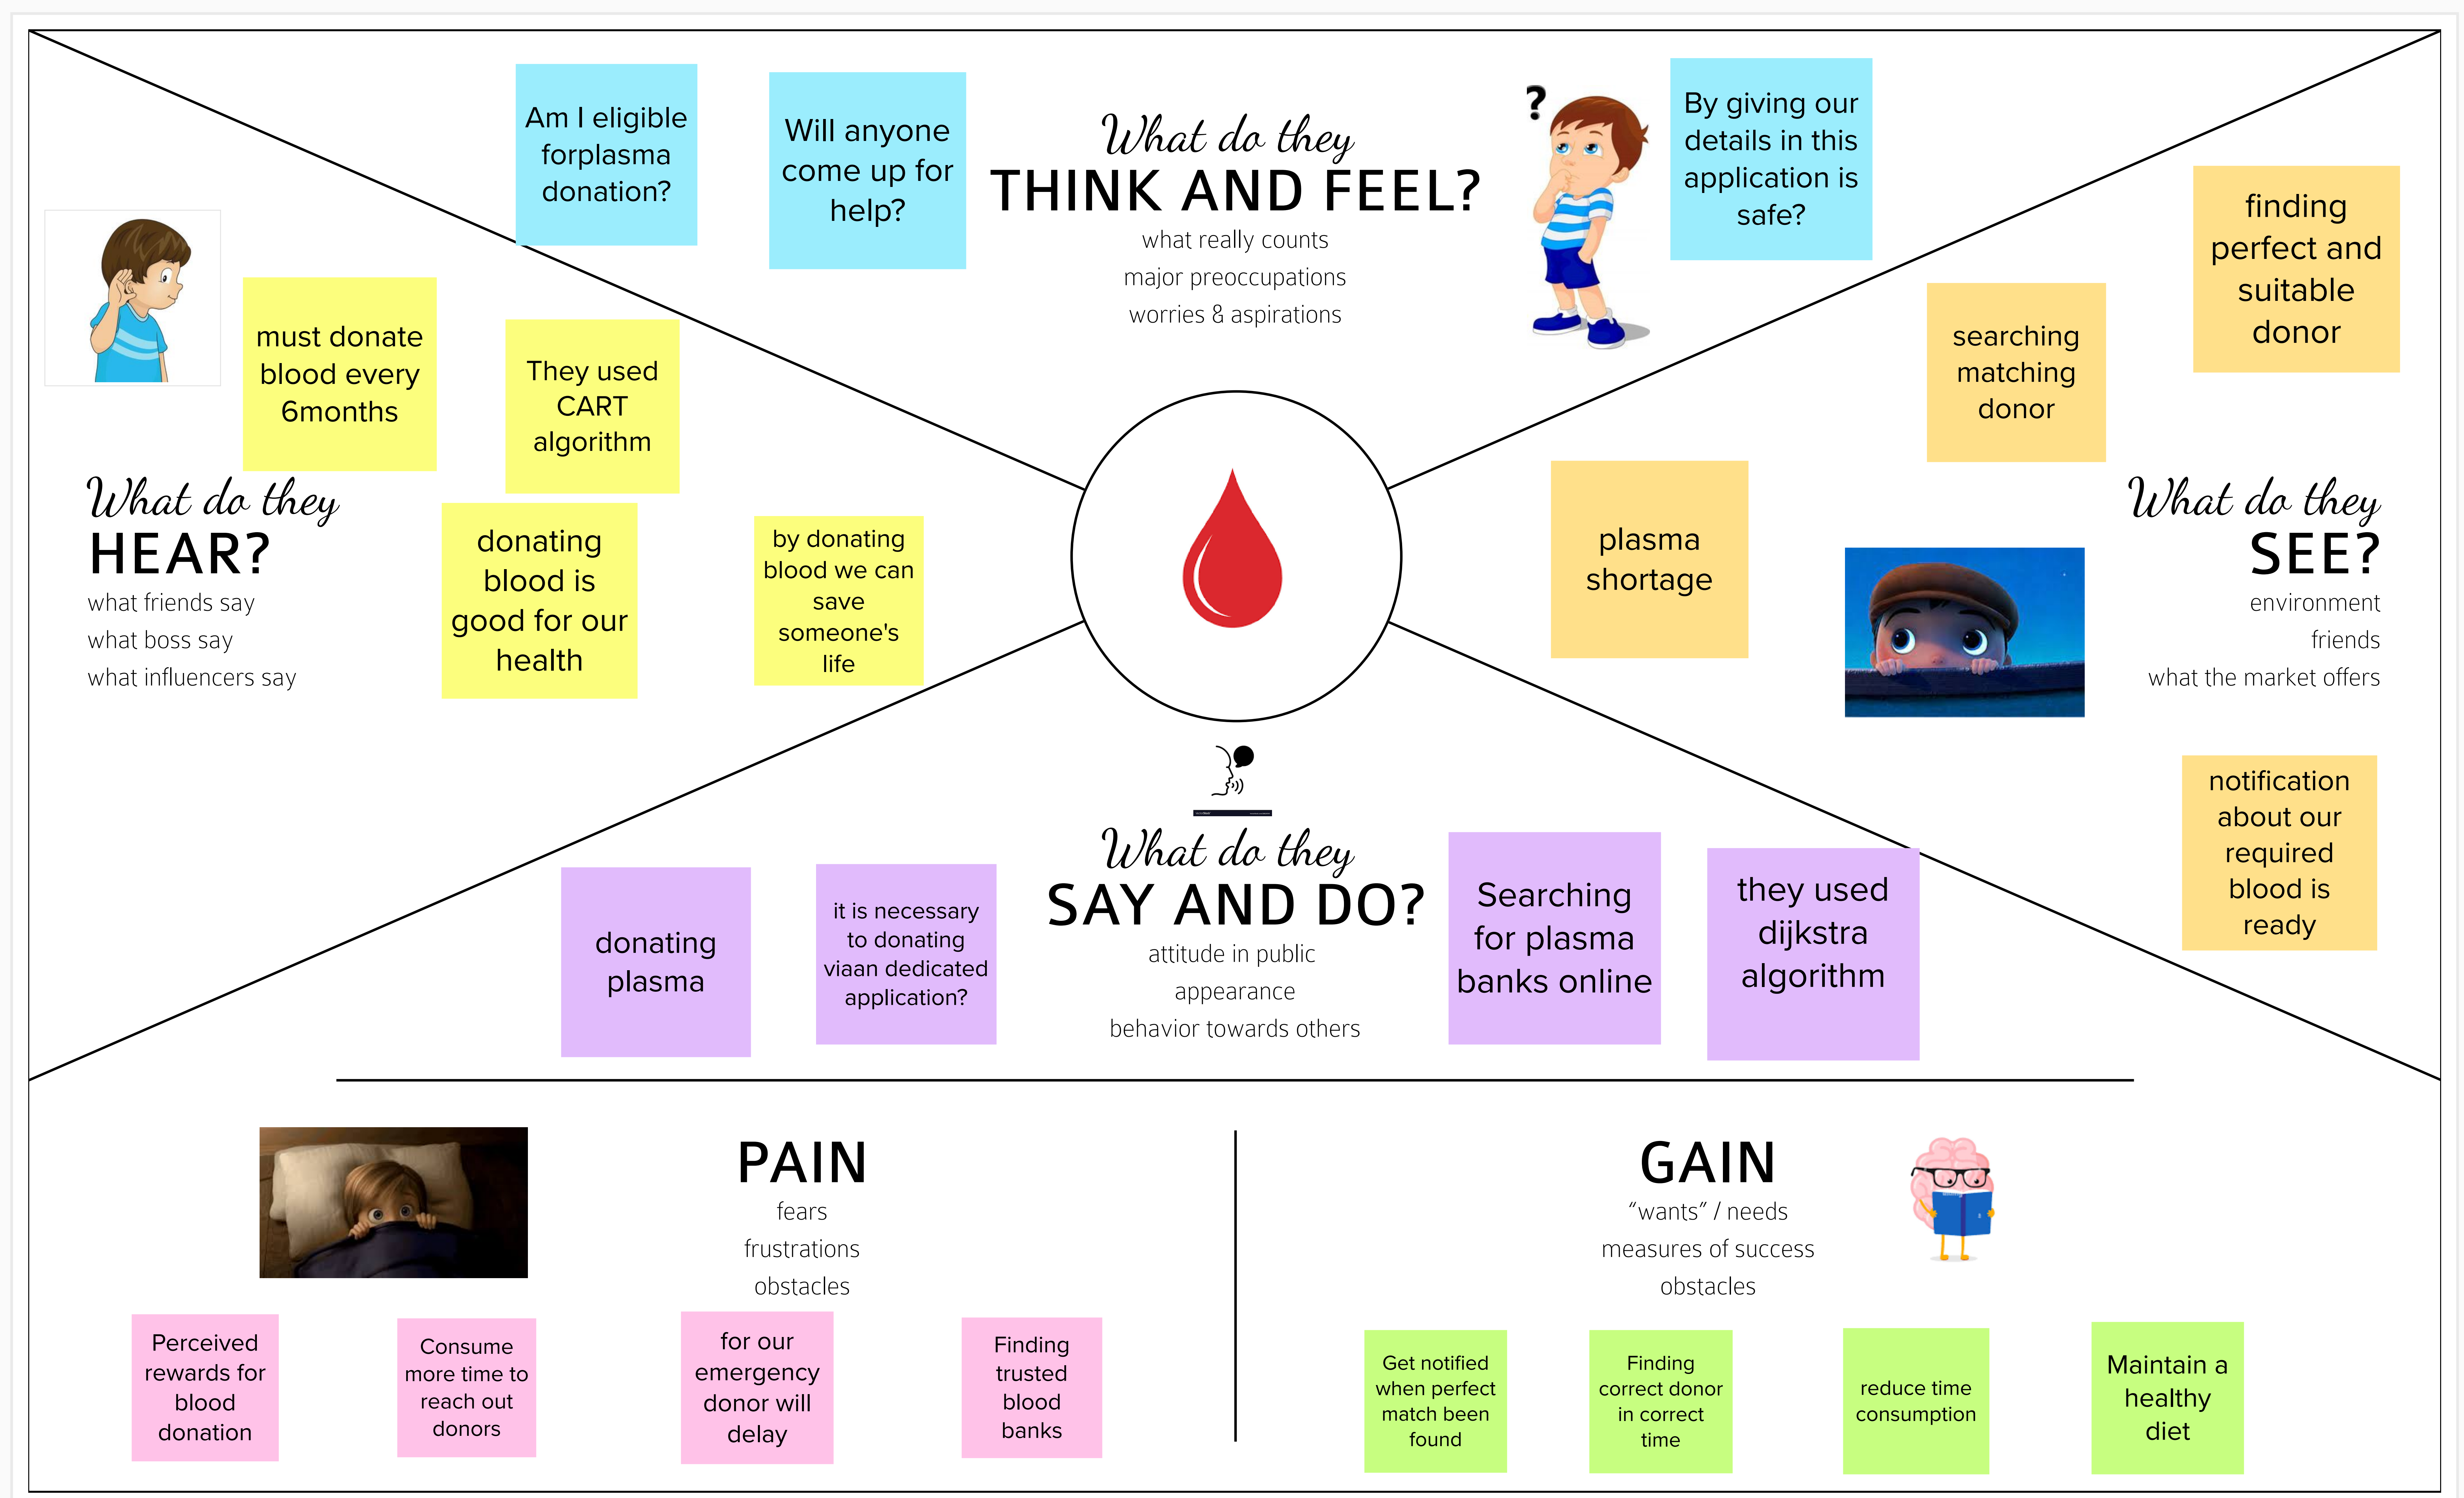 Am I eligible
forplasma
donation?
Will anyone
come up for
help?
What do they
THINK AND FEEL?
what really counts
major preoccupations
worries & aspirations
?
By giving our
details in this
application is
safe?
must donate
blood every
6months
They used
CART
algorithm
What do they
HEAR?
what friends say
what boss say
what influencers say
donating
blood is
good for our
health
by donating
blood we can
save
someone's
life
finding
perfect and
suitable
donor
searching
matching
donor
plasma
shortage
What do they
SEE?
environment
friends
what the market offers
notification
about our
required
blood is
ready
What do they
SAY AND DO?
attitude in public
appearance
behavior towards others
donating
plasma
it is necessary
to donating
viaan dedicated
application?
Searching
for plasma
banks online
they used
dijkstra
algorithm
PAIN
fears
frustrations
obstacles
Perceived
rewards for
blood
donation
Consume
more time to
reach out
donors
for our
emergency
donor will
delay
Finding
trusted
blood
banks
GAIN
“wants” / needs
measures of success
obstacles
Get notified
when perfect
match been
found
Finding
correct donor
in correct
time
reduce time
consumption
Maintain a
healthy
diet